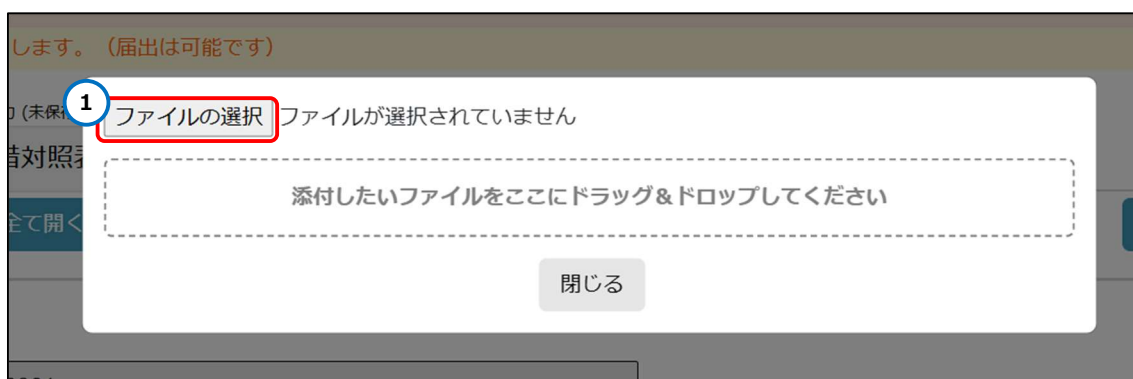 します。（届出は可能です）
(未保
1
ファイルの選択 ファイルが選択されていません
対照
全て開く
添付したいファイルをここにドラッグ&ドロップしてください
閉じる